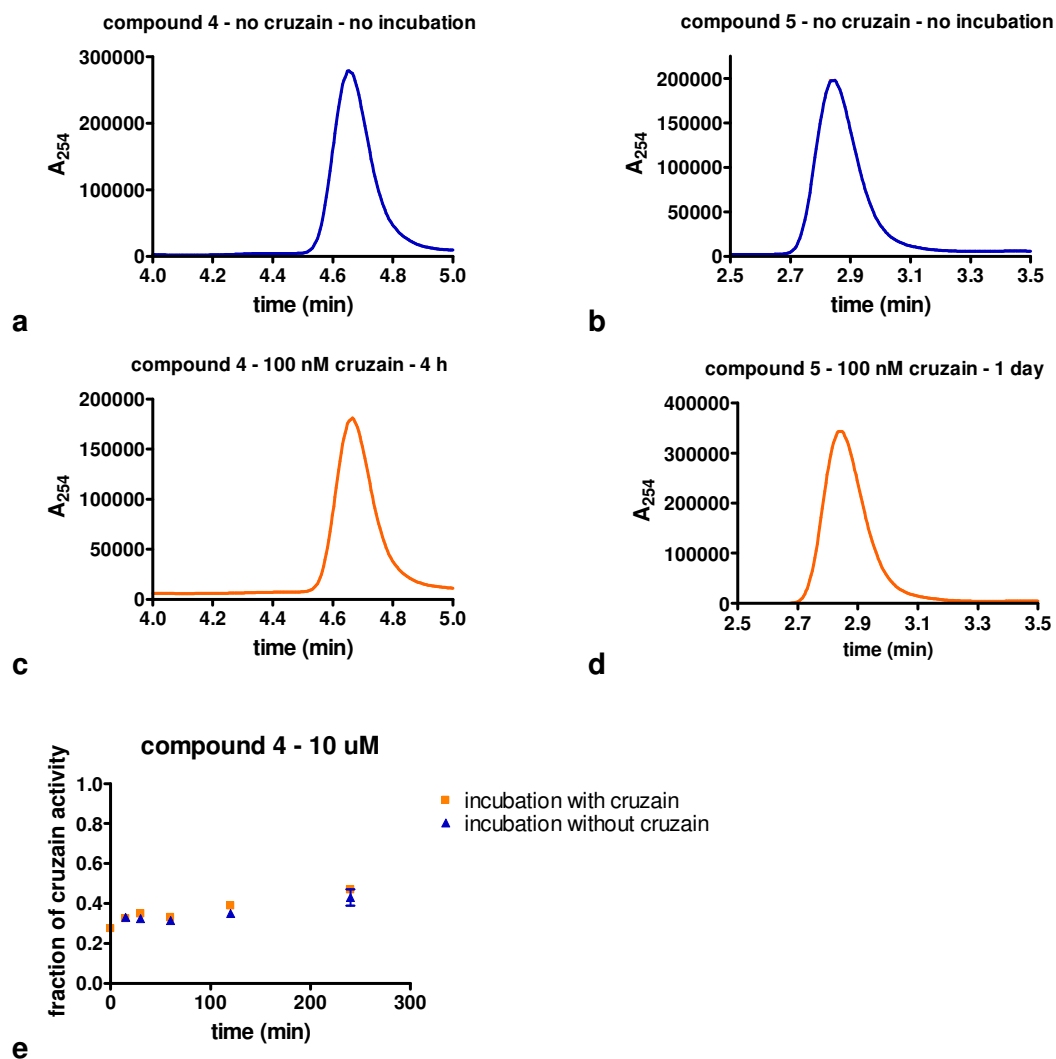 compound 4 - no cruzain - no incubation
300000
200000
100000
0
A254
4.0 4.2 4.4 4.6 4.8 5.0
time (min)
a
compound 5 - no cruzain - no incubation
200000
150000
100000
50000
0
A254
2.5 2.7 2.9 3.1 3.3 3.5
time (min)
b
compound 4 - 100 nM cruzain - 4 h
200000
150000
100000
50000
0
A254
4.0 4.2 4.4 4.6 4.8 5.0
time (min)
c
compound 5 - 100 nM cruzain - 1 day
400000
300000
200000
100000
0
A254
2.5 2.7 2.9 3.1 3.3 3.5
time (min)
d
compound 4 - 10 uM
1.0
0.8
0.6
0.4
0.2
0.0
fraction of cruzain activity
0 100 200 300
time (min)
incubation with cruzain
incubation without cruzain
e